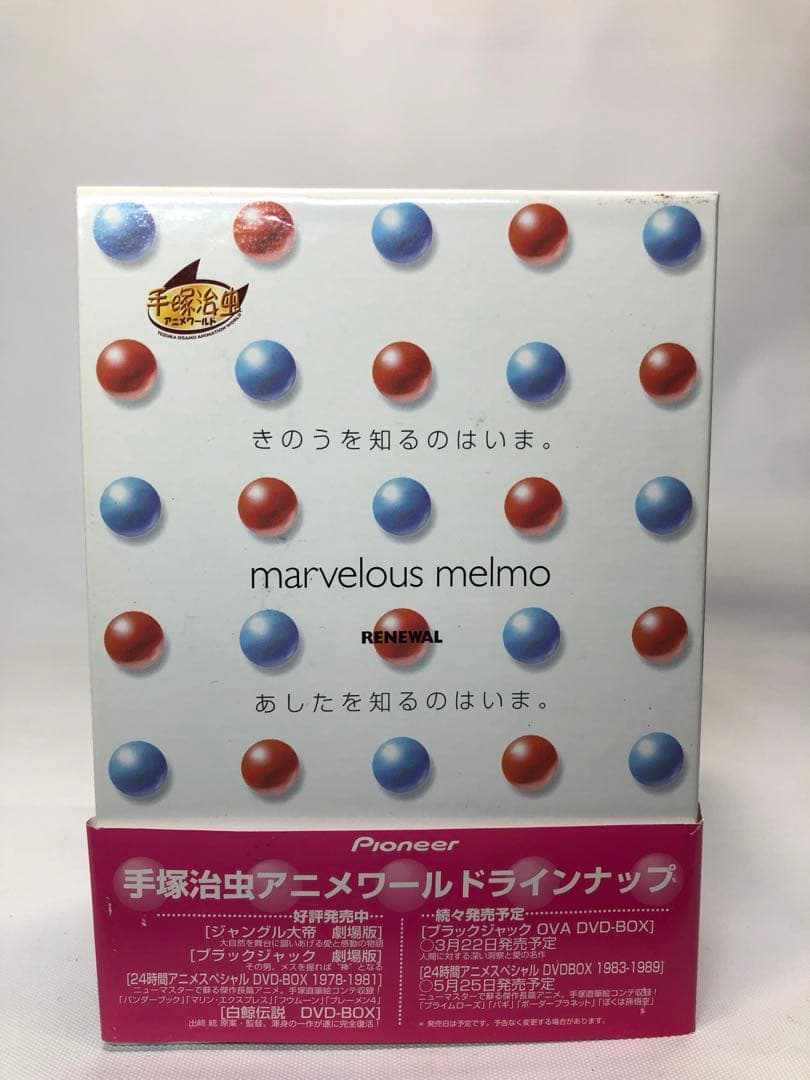 手塚治虫
アニメワールド
TEZUKA OSAMU ANIMATION WORLD
きのうを知るのはいま。
marvelous melmo
RENEWAL
あしたを知るのはいま。
Pioneer
手塚治虫アニメワールドラインナップ
好評発売中
[ジャングル大帝 劇場版]
大自然を舞台に謳いあげる愛と感動の物語
[ブラックジャック 劇場版]
その男、メスを握れば"神"となる
[24時間アニメスペシャル DVD-BOX 1978-1981]
ニューマスターで蘇る傑作長篇アニメ。手塚直筆絵コンテ収録!
「バンダーブック」「マリン・エクスプレス」「フウムーン」「ブレーメン4」
[白鯨伝説 DVD-BOX]
出﨑 統 原案・監督。渾身の一作が遂に完全復活!
続々発売予定
[ブラックジャック OVA DVD-BOX]
○3月22日発売予定
人間に対する深い洞察と愛の名作
[24時間アニメスペシャル DVDBOX 1983-1989]
○5月25日発売予定
ニューマスターで蘇る傑作長篇アニメ。手塚直筆絵コンテ収録!
「プライムローズ」「バギ」「ボーダープラネット」「ぼくは孫悟空」
※ 発売日は予定です。予告なく変更する場合があります。